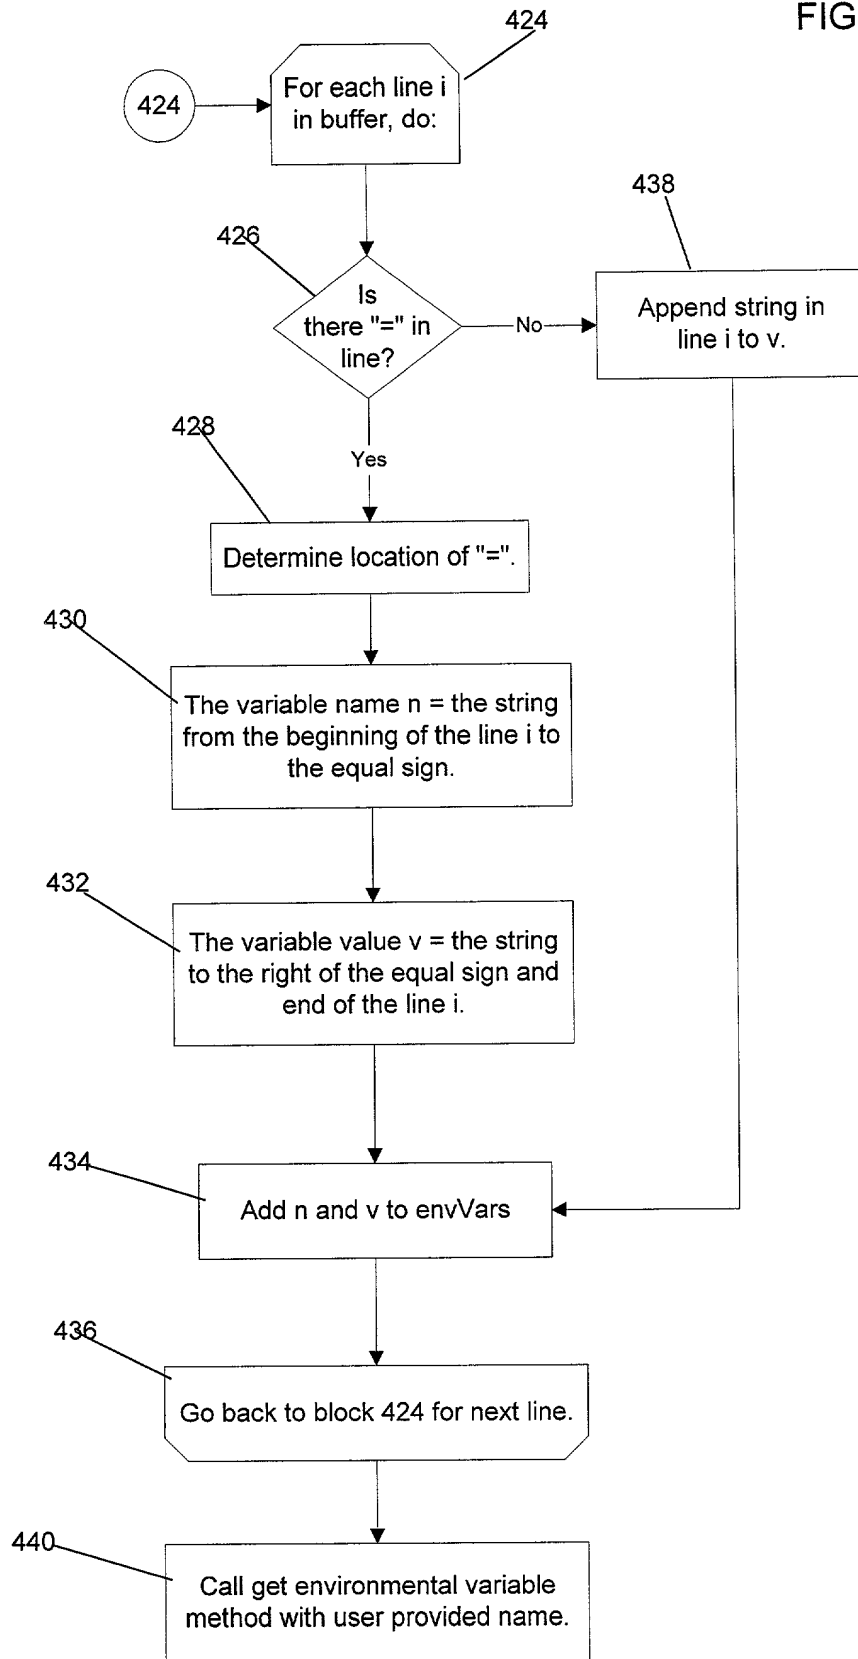 FIG
424
424
For each line i
in buffer, do:
438
426
Is
there "=" in
line?
No
Append string in
line i to v.
428
Yes
Determine location of "=".
430
The variable name n = the string
from the beginning of the line i to
the equal sign.
432
The variable value v = the string
to the right of the equal sign and
end of the line i.
434
Add n and v to envVars
436
Go back to block 424 for next line.
440
Call get environmental variable
method with user provided name.